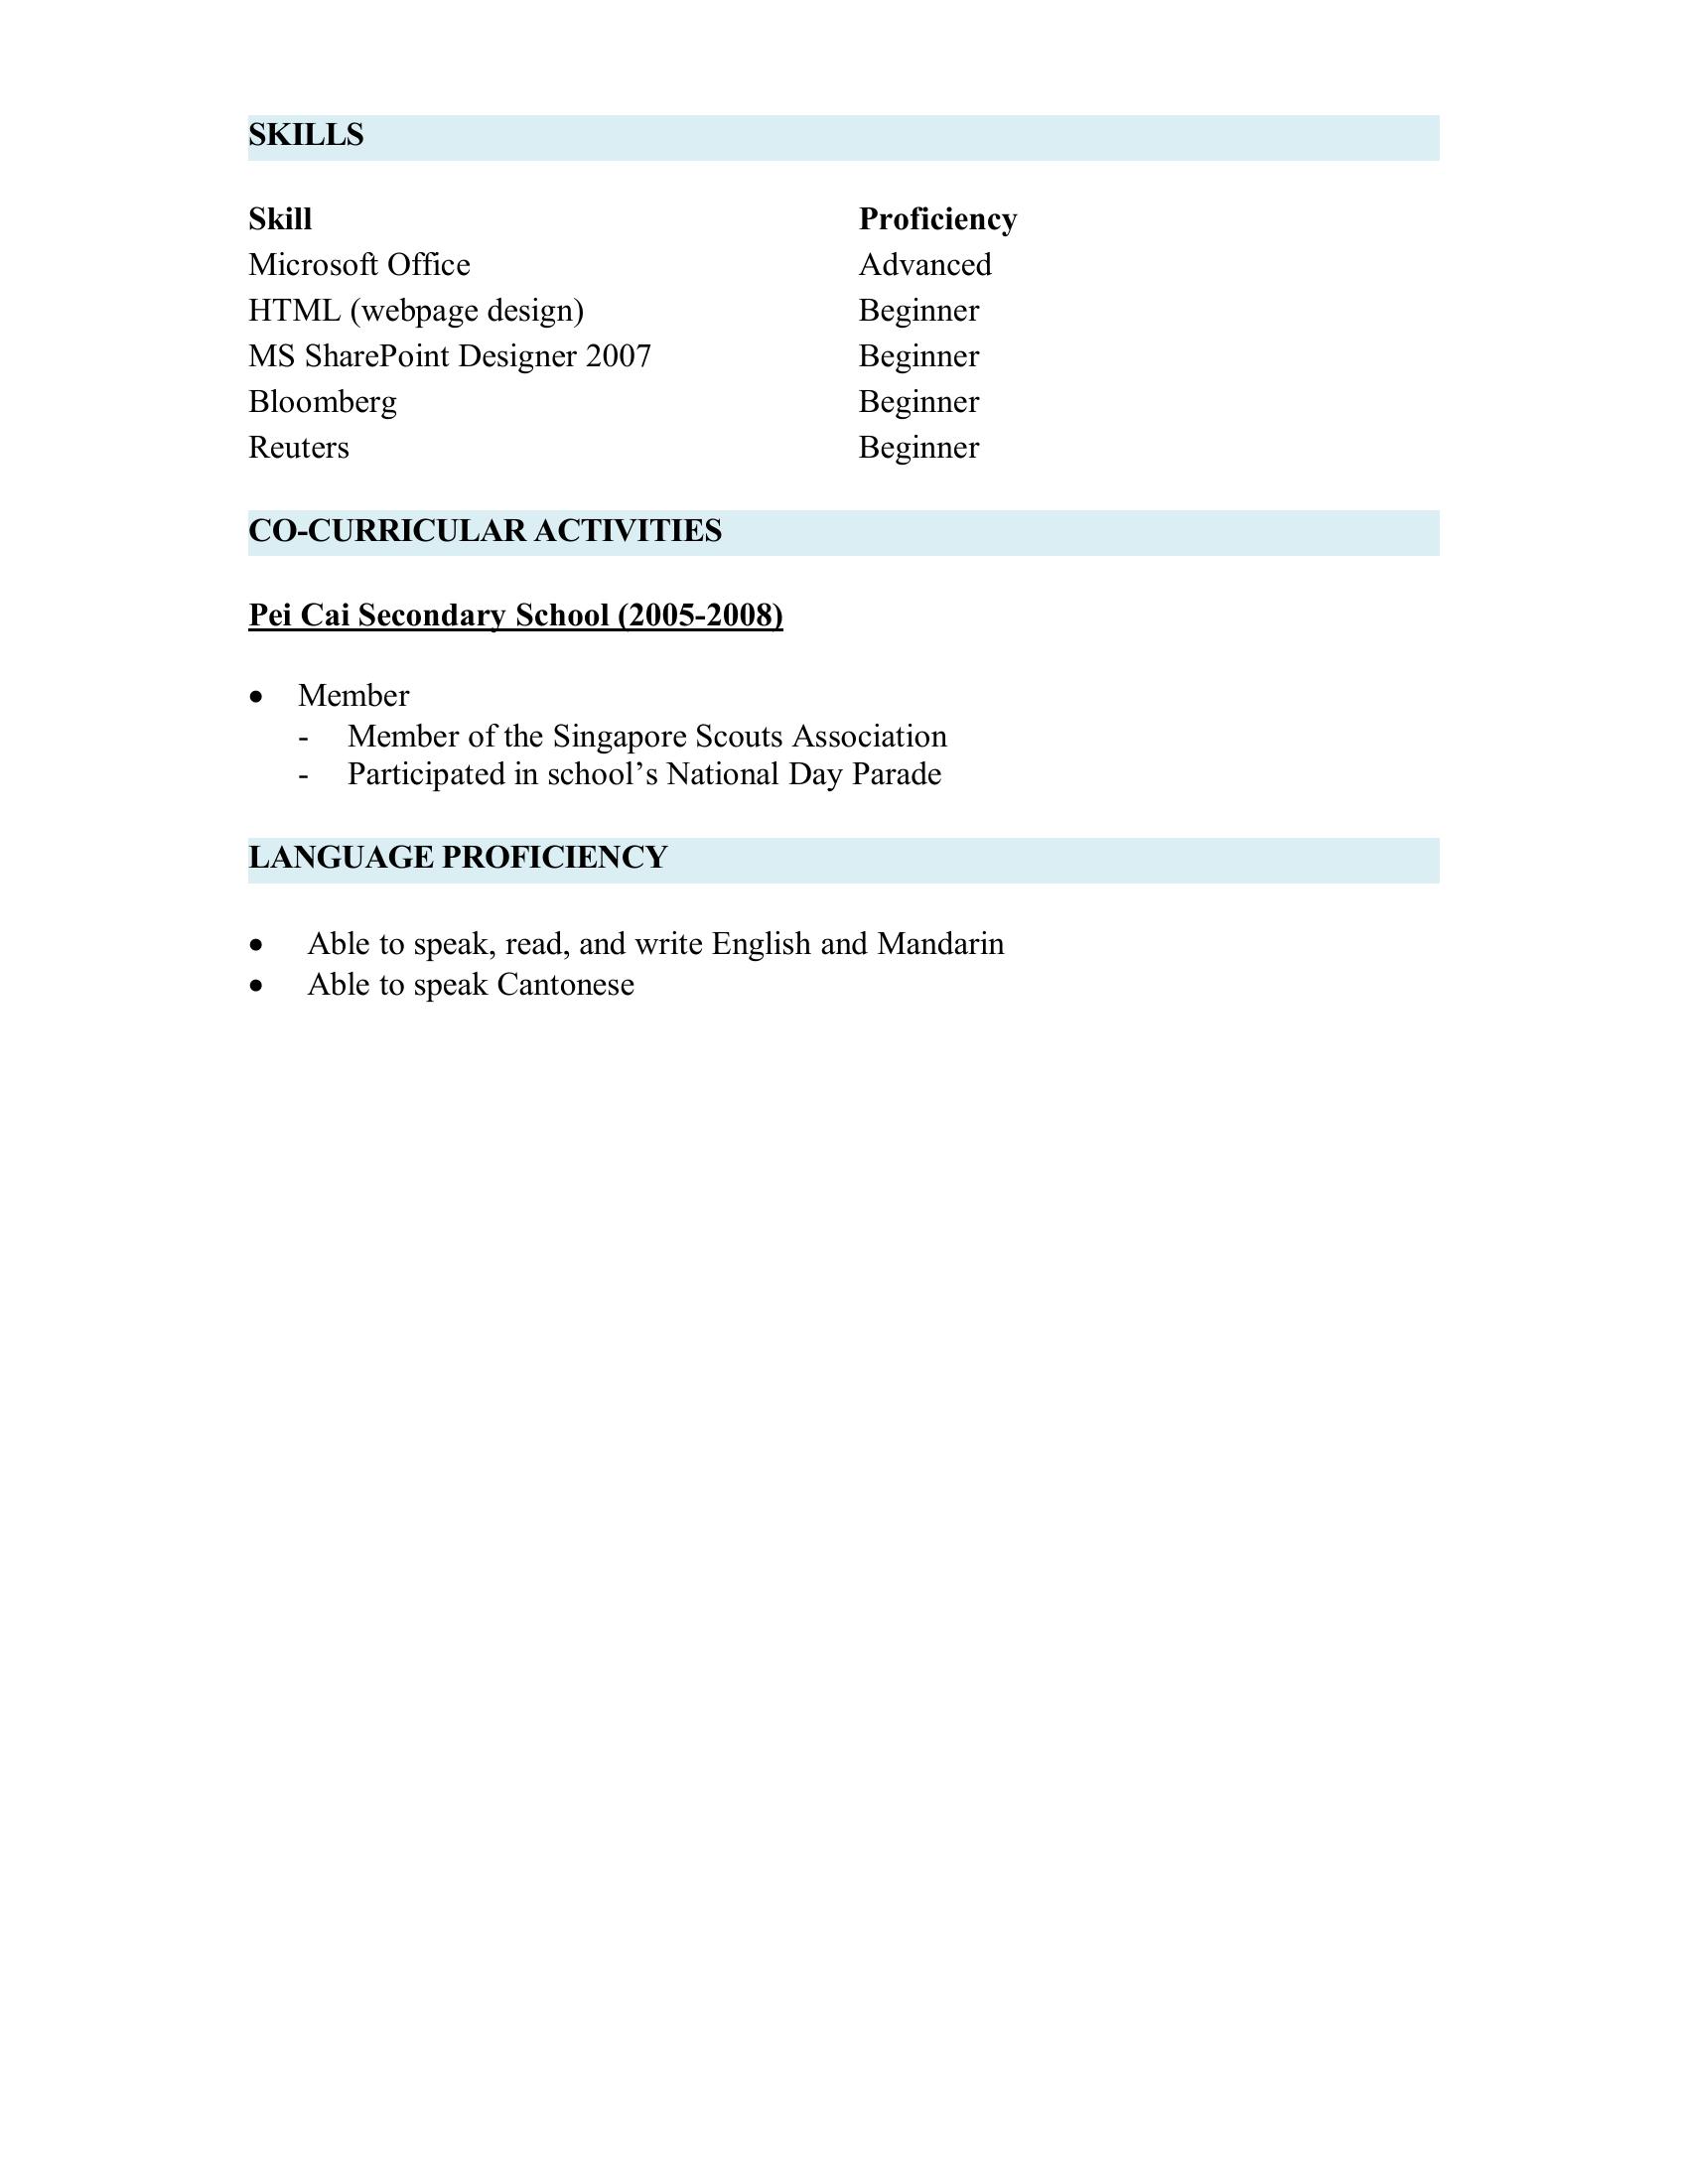 SKILLS
Skill Proficiency
Microsoft Office Advanced
HTML (webpage design) Beginner
MS SharePoint Designer 2007 Beginner
Bloomberg Beginner
Reuters Beginner
CO-CURRICULAR ACTIVITIES
Pei Cai Secondary School (2005-2008)
• Member
- Member of the Singapore Scouts Association
- Participated in school’s National Day Parade
LANGUAGE PROFICIENCY
• Able to speak, read, and write English and Mandarin
• Able to speak Cantonese